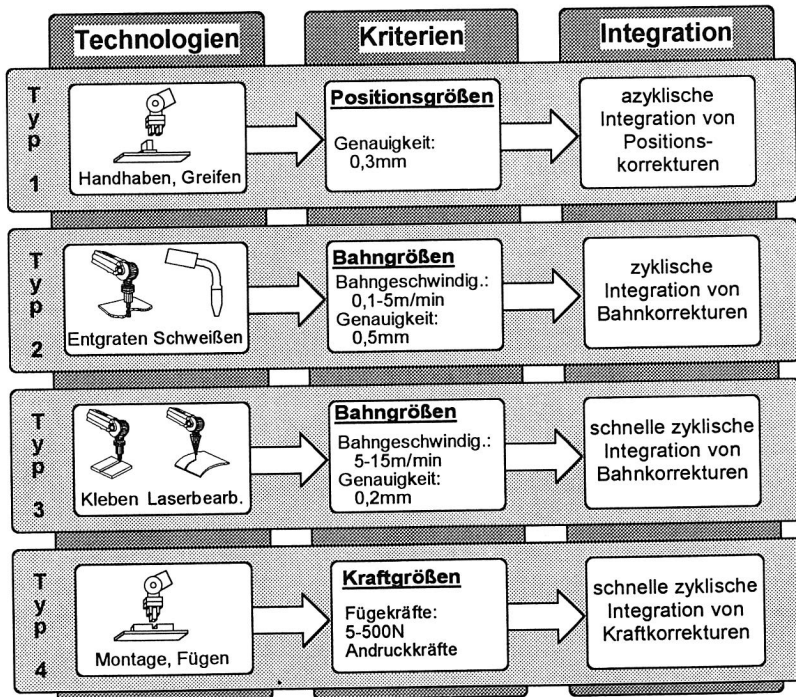 Technologien
Kriterien
Integration
Typ 1
Handhaben, Greifen
Positionsgrößen
Genauigkeit:
0,3mm
azyklische
Integration von
Positions-
korrekturen
Typ 2
Entgraten Schweißen
Bahngrößen
Bahngeschwindig.:
0,1-5m/min
Genauigkeit:
0,5mm
zyklische
Integration von
Bahnkorrekturen
Typ 3
Kleben Laserbearb.
Bahngrößen
Bahngeschwindig.:
5-15m/min
Genauigkeit:
0,2mm
schnelle zyklische
Integration von
Bahnkorrekturen
Typ 4
Montage, Fügen
Kraftgrößen
Fügekräfte:
5-500N
Andruckkräfte
schnelle zyklische
Integration von
Kraftkorrekturen